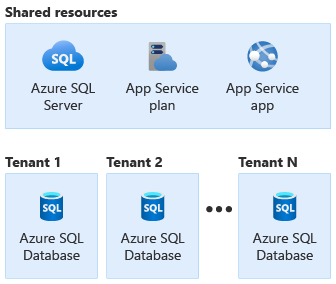 Shared resources
SQL
Azure SQL
Server
App Service
plan
App Service
app
Tenant 1
Tenant 2
Tenant N
SQL
Azure SQL
Database
SQL
Azure SQL
Database
•••
SQL
Azure SQL
Database